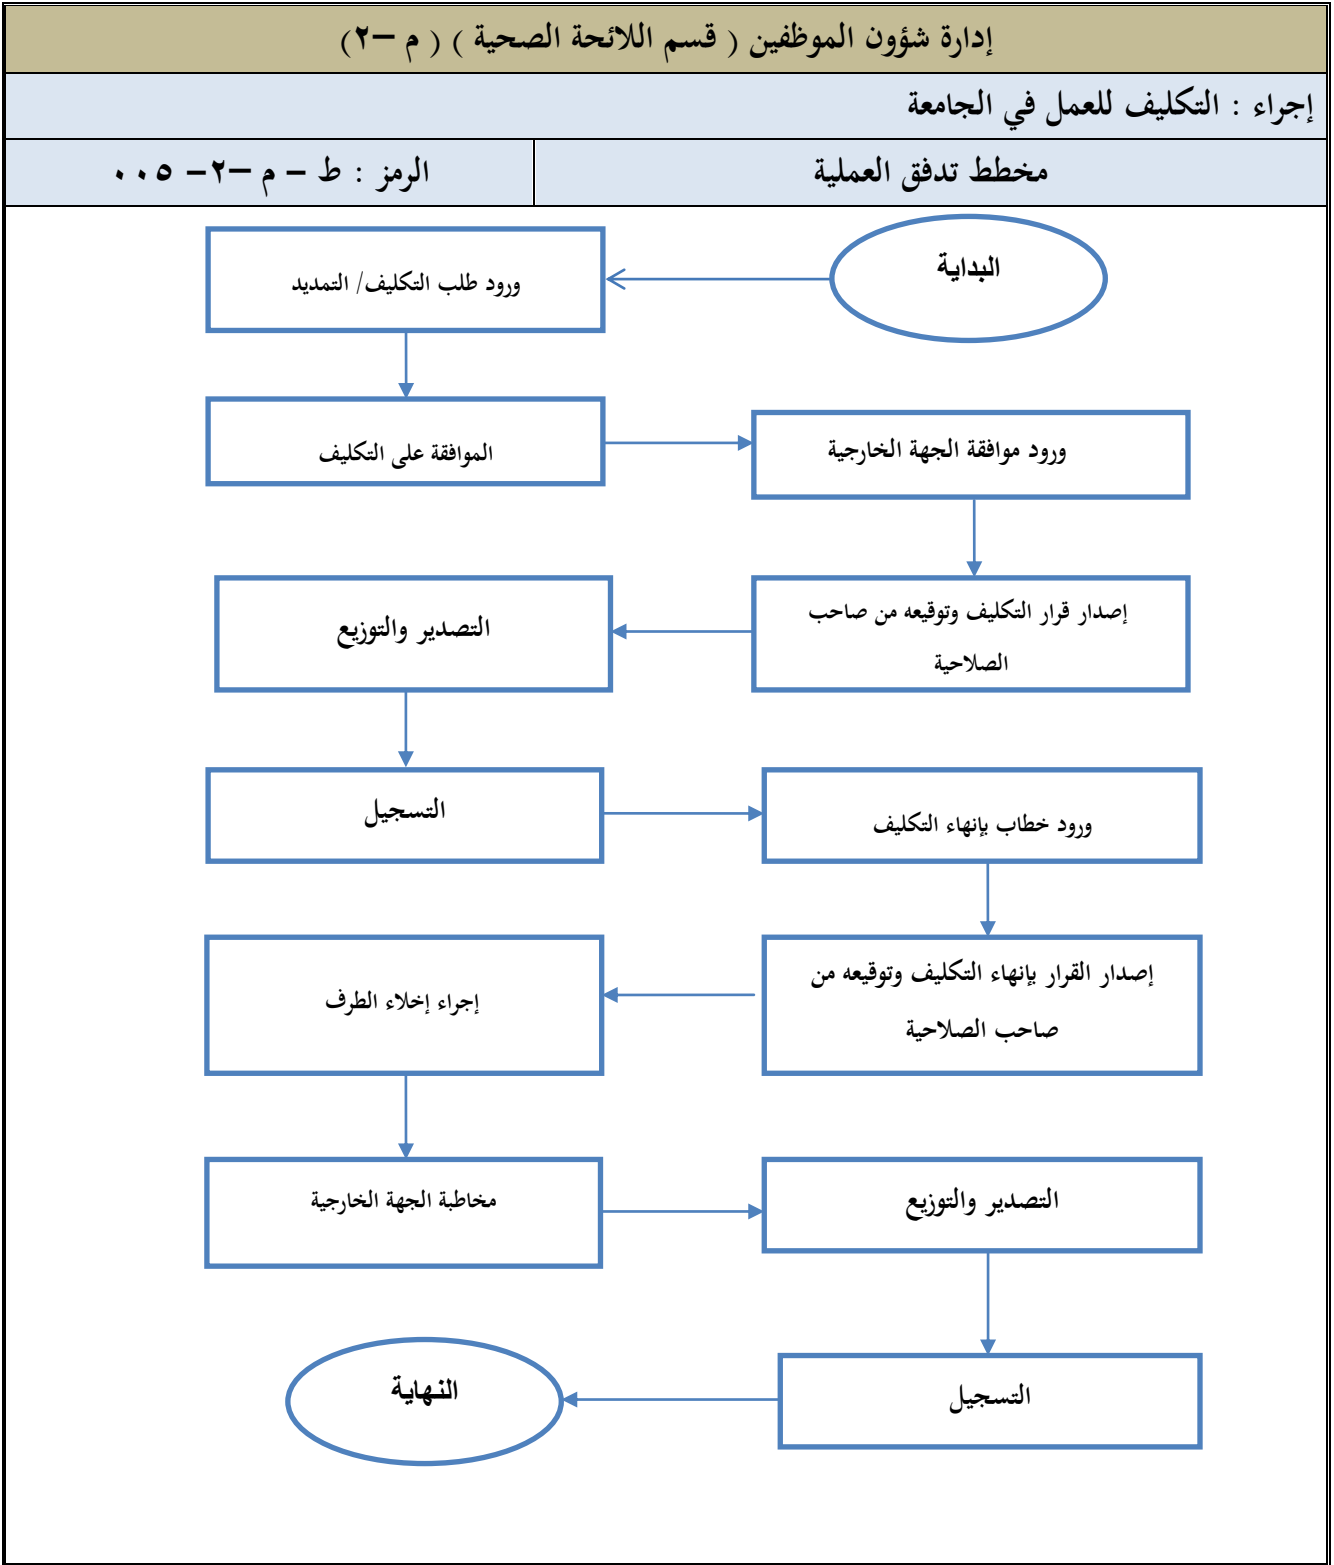 إدارة شؤون الموظفين ( قسم اللائحة الصحية ) ( م –٢)
إجراء : التكليف للعمل في الجامعة
مخطط تدفق العملية
الرمز : ط – م –٢– ٠٠٥
البداية
ورود طلب التكليف/ التمديد
الموافقة على التكليف
ورود موافقة الجهة الخارجية
إصدار قرار التكليف وتوقيعه من صاحب
الصلاحية
التصدير والتوزيع
التسجيل
ورود خطاب بإنهاء التكليف
إصدار القرار بإنهاء التكليف وتوقيعه من
صاحب الصلاحية
إجراء إخلاء الطرف
مخاطبة الجهة الخارجية
التصدير والتوزيع
التسجيل
النهاية